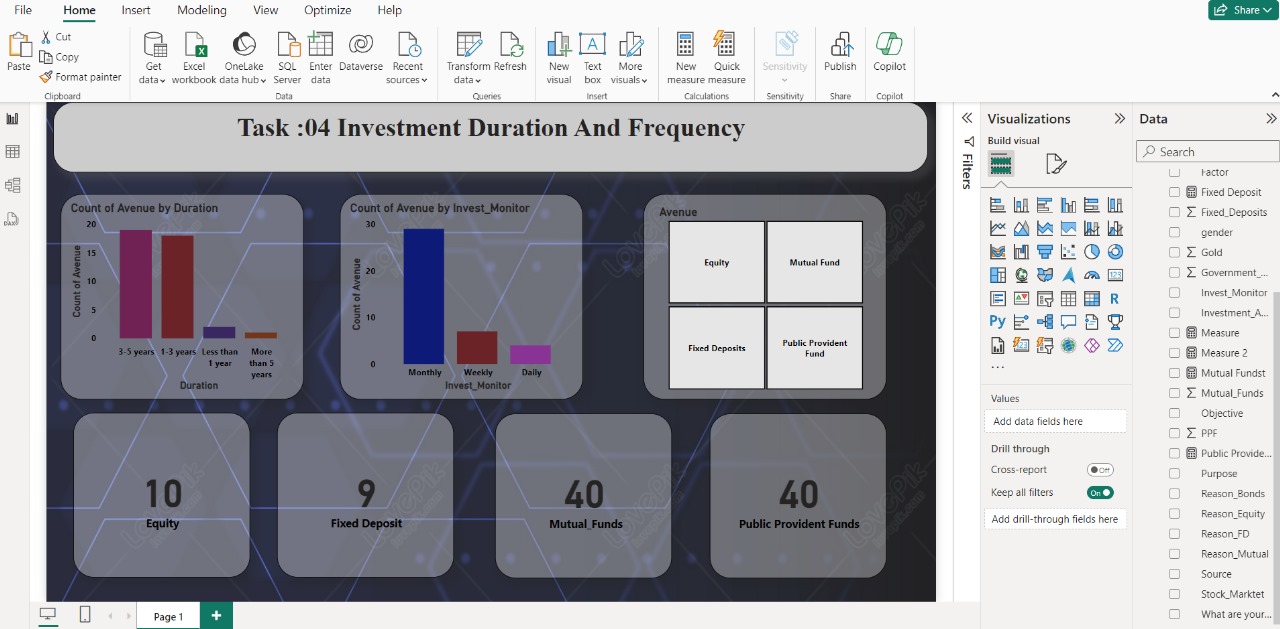 File Home Insert Modeling View Optimize Help Share
Paste Cut Copy Format painter
Get data Excel workbook OneLake data hub SQL Server Enter data Dataverse Recent sources
Transform data Refresh
New visual Text box More visuals
New measure Quick measure
Sensitivity Publish Copilot
Clipboard Data Queries Insert Calculations Sensitivity Share Copilot
Task :04 Investment Duration And Frequency
Count of Avenue by Duration
Count of Avenue
20
15
10
5
0
3-5 years 1-3 years Less than 1 year More than 5 years
Duration
Count of Avenue by Invest_Monitor
Count of Avenue
30
20
10
0
Monthly Weekly Daily
Invest_Monitor
Avenue
Equity Mutual Fund
Fixed Deposits Public Provident Fund
10
Equity
9
Fixed Deposit
40
Mutual_Funds
40
Public Provident Funds
LovePik
Page 1
Filters
Visualizations
Build visual
R
Py
123
...
Values
Add data fields here
Drill through
Cross-report Off
Keep all filters On
Add drill-through fields here
Data
Search
Factor
Fixed Deposit
Fixed_Deposits
gender
Gold
Government_...
Invest_Monitor
Investment_A...
Measure
Measure 2
Mutual Fundst
Mutual_Funds
Objective
PPF
Public Provide...
Purpose
Reason_Bonds
Reason_Equity
Reason_FD
Reason_Mutual
Source
Stock_Marktet
What are your...